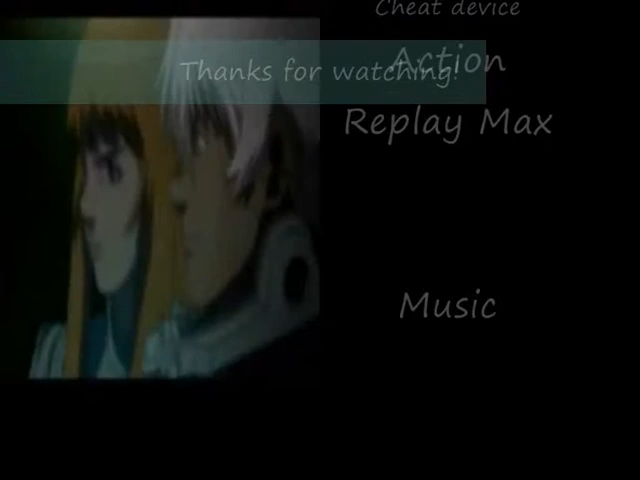 Cheat device
Thanks for watching!
Action
Replay Max
Music